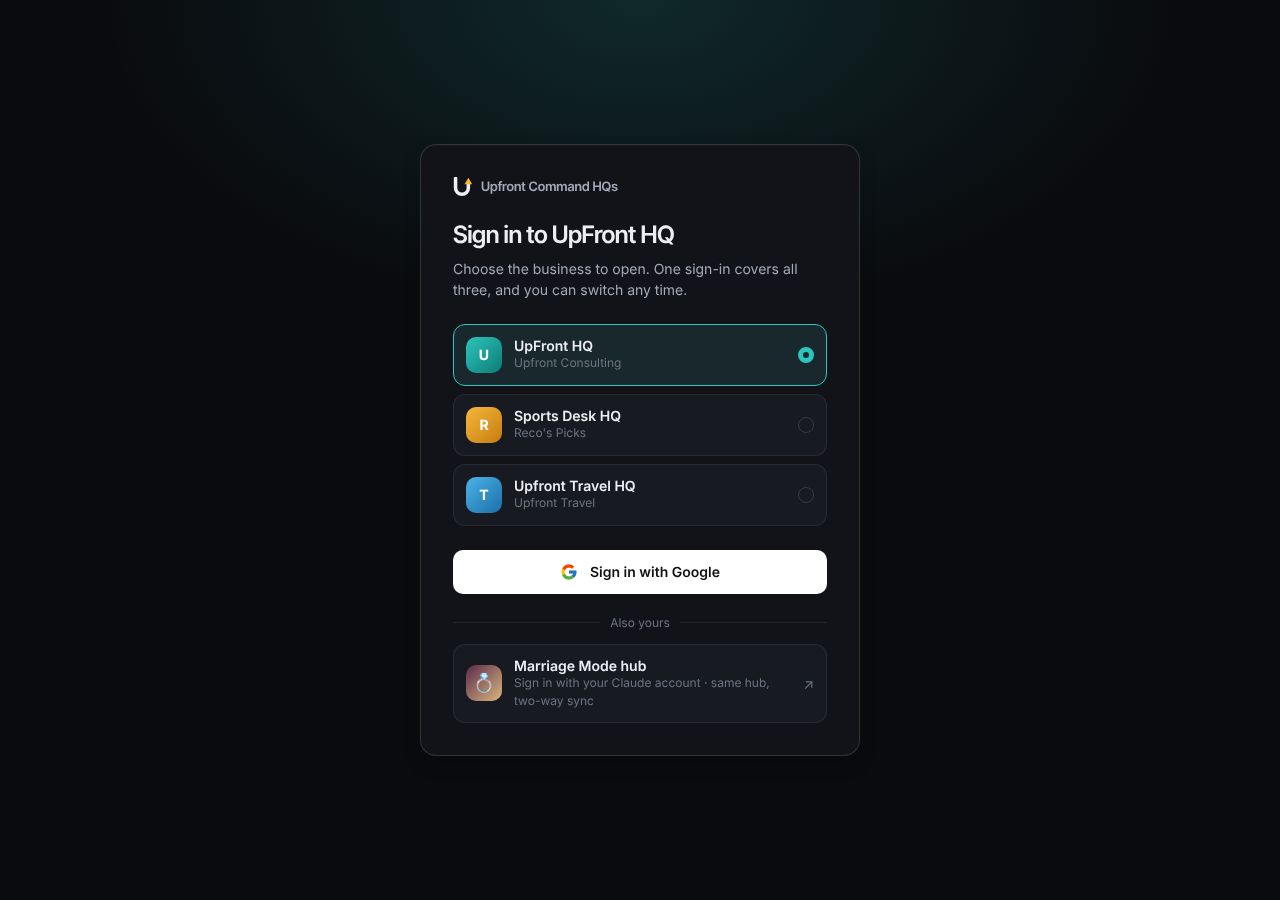 Upfront Command HQs
Sign in to UpFront HQ
Choose the business to open. One sign-in covers all
three, and you can switch any time.
U
UpFront HQ
Upfront Consulting
R
Sports Desk HQ
Reco's Picks
T
Upfront Travel HQ
Upfront Travel
Sign in with Google
Also yours
Marriage Mode hub
Sign in with your Claude account · same hub,
two-way sync